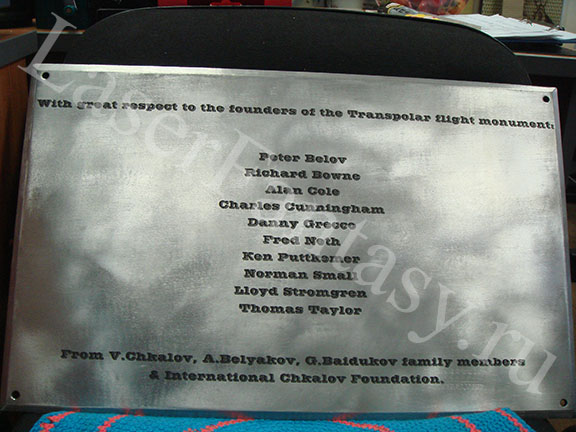 With great respect to the founders of the Transpolar flight monument:
Peter Belov
Richard Bowne
Alan Cole
Charles Cunningham
Danny Grecco
Fred Neth
Ken Puttkemer
Norman Small
Lloyd Stromgren
Thomas Taylor
From V.Chkalov, A.Belyakov, G.Baidukov family members
& International Chkalov Foundation.
LaserFantasy.ru